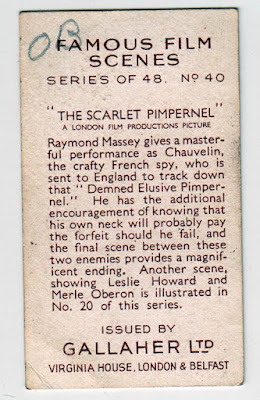 OB
FAMOUS FILM
SCENES
SERIES OF 48. No 40
"THE SCARLET PIMPERNEL"
A LONDON FILM PRODUCTIONS PICTURE
Raymond Massey gives a master-
ful performance as Chauvelin,
the crafty French spy, who is
sent to England to track down
that " Demned Elusive Pimper-
nel." He has the additional
encouragement of knowing that
his own neck will probably pay
the forfeit should he fail, and
the final scene between these
two enemies provides a magnif-
icent ending. Another scene,
showing Leslie Howard and
Merle Oberon is illustrated in
No. 20 of this series.
ISSUED BY
GALLAHER LTD
VIRGINIA HOUSE, LONDON & BELFAST